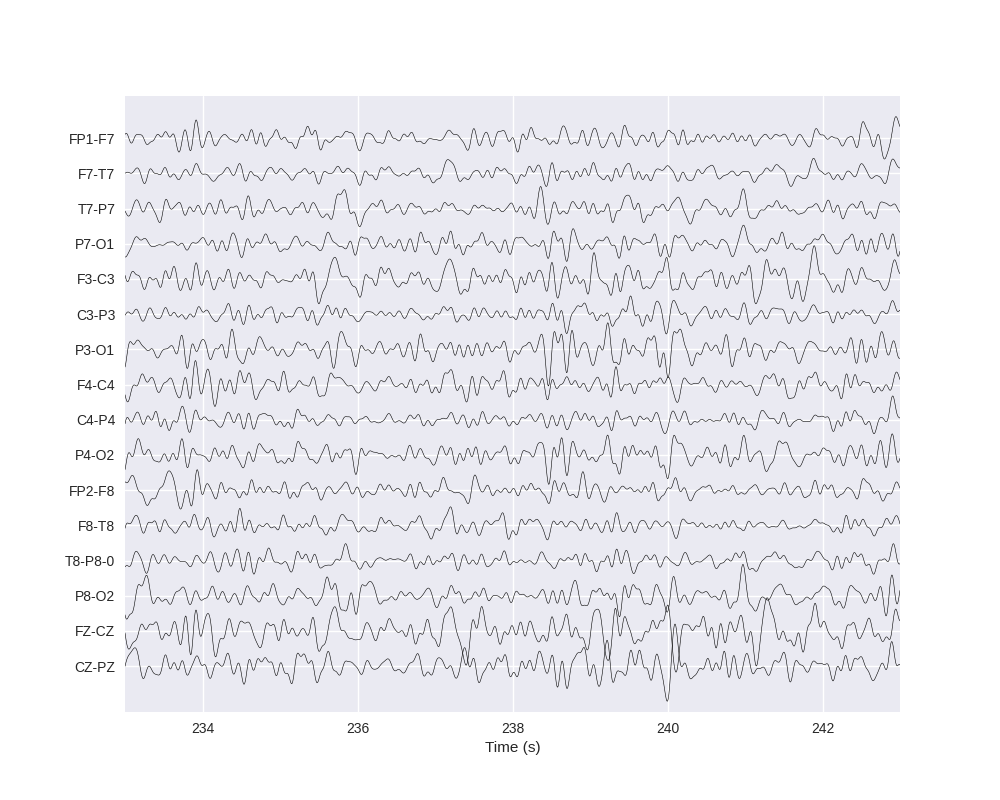 FP1-F7
F7-T7
T7-P7
P7-O1
F3-C3
C3-P3
P3-O1
F4-C4
C4-P4
P4-O2
FP2-F8
F8-T8
T8-P8-0
P8-O2
FZ-CZ
CZ-PZ
234 236 238 240 242
Time (s)